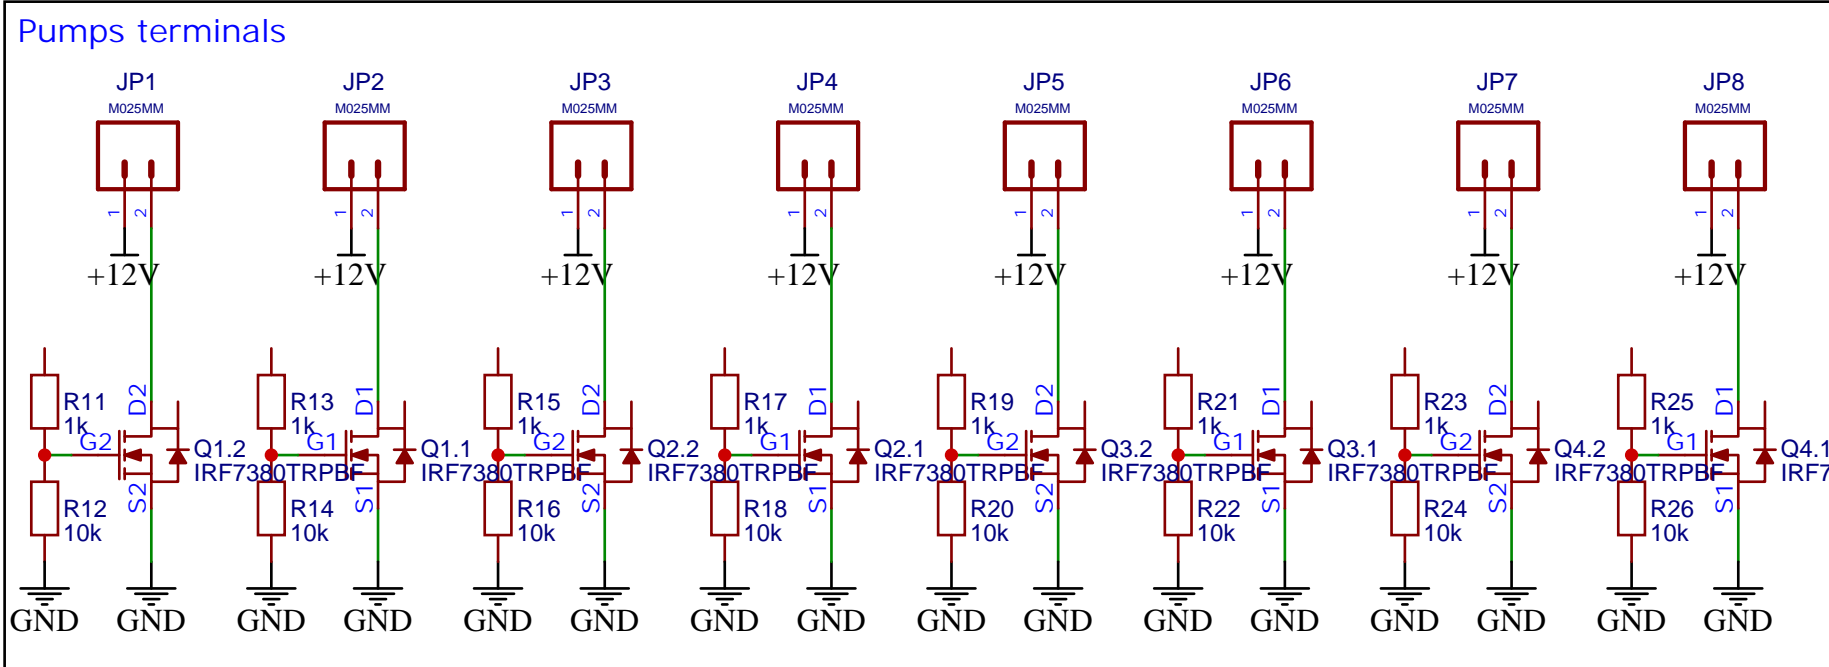 Pumps terminals
JP1 JP2 JP3 JP4 JP5 JP6 JP7 JP8
M025MM M025MM M025MM M025MM M025MM M025MM M025MM M025MM
1 2 1 2 1 2 1 2 1 2 1 2 1 2 1 2
+12V +12V +12V +12V +12V +12V +12V +12V
D2 D1 D2 D1 D2 D1 D2 D1
R11 R13 R15 R17 R19 R21 R23 R25
1k 1k 1k 1k 1k 1k 1k 1k
G2 G1 G2 G1 G2 G1 G2 G1
Q1.2 Q1.1 Q2.2 Q2.1 Q3.2 Q3.1 Q4.2 Q4.1
IRF7380TRPBF IRF7380TRPBF IRF7380TRPBF IRF7380TRPBF IRF7380TRPBF IRF7380TRPBF IRF7380TRPBF IRF7
S2 S1 S2 S1 S2 S1 S2 S1
R12 R14 R16 R18 R20 R22 R24 R26
10k 10k 10k 10k 10k 10k 10k 10k
GND GND GND GND GND GND GND GND GND GND GND GND GND GND GND GND